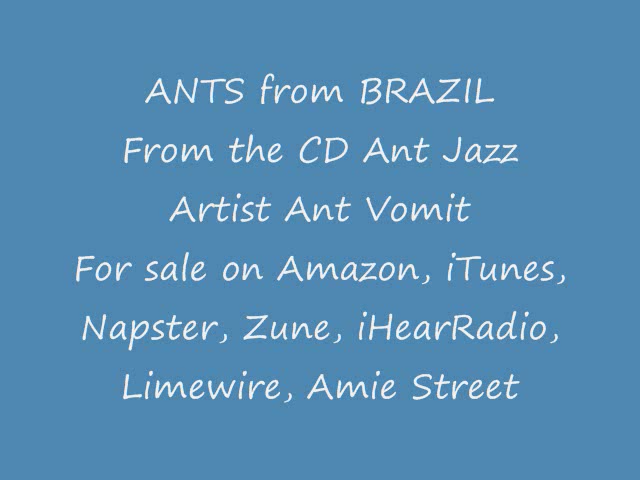 ANTS from BRAZIL
From the CD Ant Jazz
Artist Ant Vomit
For sale on Amazon, iTunes,
Napster, Zune, iHearRadio,
Limewire, Amie Street